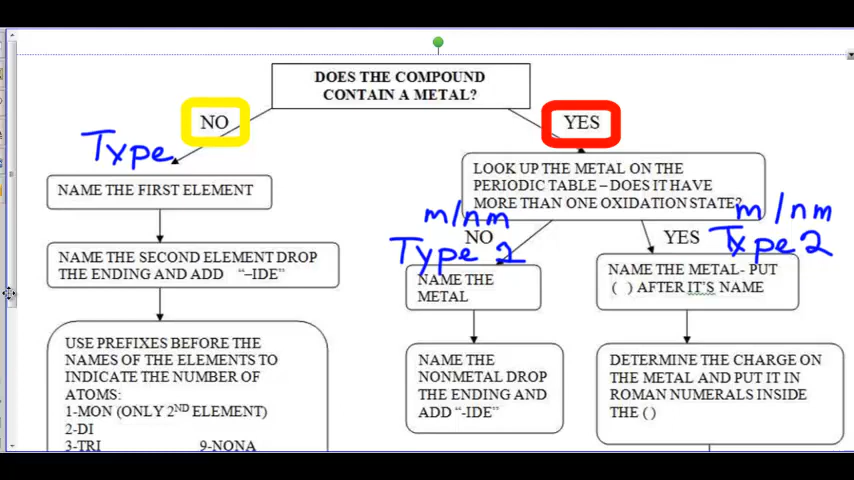 DOES THE COMPOUND
CONTAIN A METAL?
NO
YES
Type
NAME THE FIRST ELEMENT
NAME THE SECOND ELEMENT DROP
THE ENDING AND ADD "–IDE"
USE PREFIXES BEFORE THE
NAMES OF THE ELEMENTS TO
INDICATE THE NUMBER OF
ATOMS:
1-MON (ONLY 2ND ELEMENT)
2-DI
3-TRI 9-NONA
LOOK UP THE METAL ON THE
PERIODIC TABLE – DOES IT HAVE
MORE THAN ONE OXIDATION STATE?
m/nm
NO
Type 2
NAME THE
METAL
NAME THE
NONMETAL DROP
THE ENDING AND
ADD "-IDE"
m/nm
YES
Type 2
NAME THE METAL- PUT
( ) AFTER IT'S NAME
DETERMINE THE CHARGE ON
THE METAL AND PUT IT IN
ROMAN NUMERALS INSIDE
THE ( )